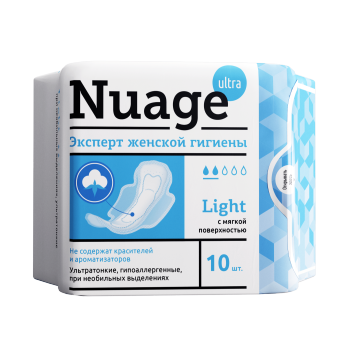 Nuage
ultra
Эксперт женской гигиены
Light
с мягкой
поверхностью
Не содержат красителей
и ароматизаторов
Ультратонкие, гипоаллергенные,
при необильных выделениях
10 шт.
Открывать